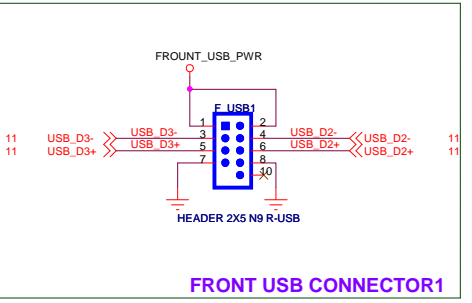 FROUNT_USB_PWR
F_USB1
1 2
11 USB_D3- USB_D3- 3 4 USB_D2- USB_D2- 11
11 USB_D3+ USB_D3+ 5 6 USB_D2+ USB_D2+ 11
7 8
10
HEADER 2X5 N9 R-USB
FRONT USB CONNECTOR1